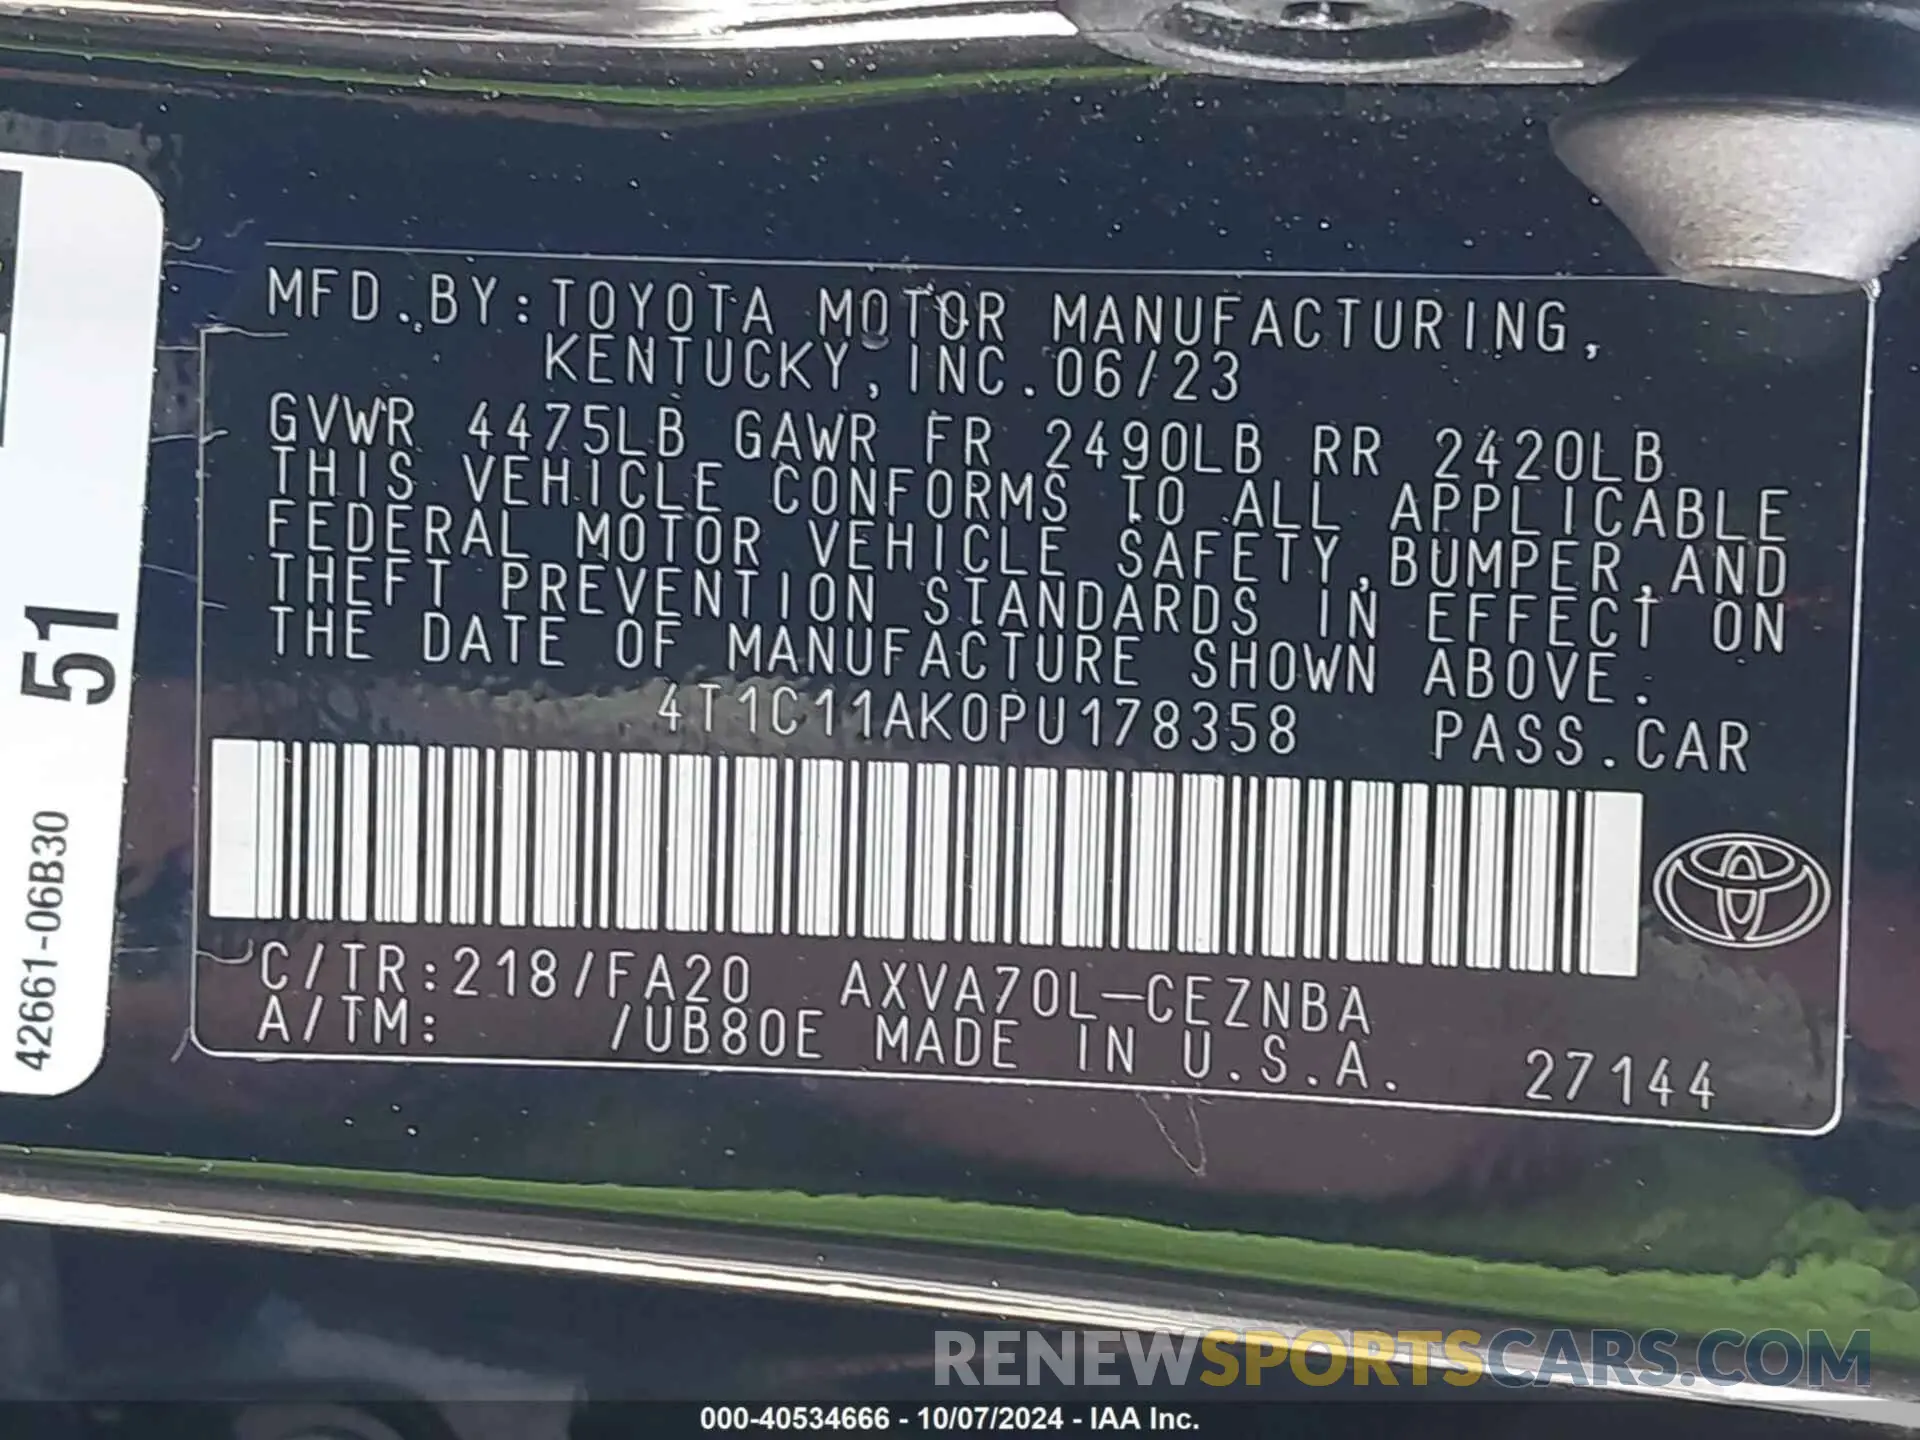 MFD.BY:TOYOTA MOTOR MANUFACTURING,
KENTUCKY,INC.06/23
GVWR 4475LB GAWR FR 2490LB RR 2420LB
THIS VEHICLE CONFORMS TO ALL APPLICABLE
FEDERAL MOTOR VEHICLE SAFETY,BUMPER,AND
THEFT PREVENTION STANDARDS IN EFFECT ON
THE DATE OF MANUFACTURE SHOWN ABOVE.
4T1C11AK0PU178358 PASS.CAR
C/TR:218/FA20 AXVA70L-CEZNBA
A/TM: /UB80E MADE IN U.S.A. 27144
51
42661-06B30
RENEWSPORTSCARS.COM
000-40534666 - 10/07/2024 - IAA Inc.